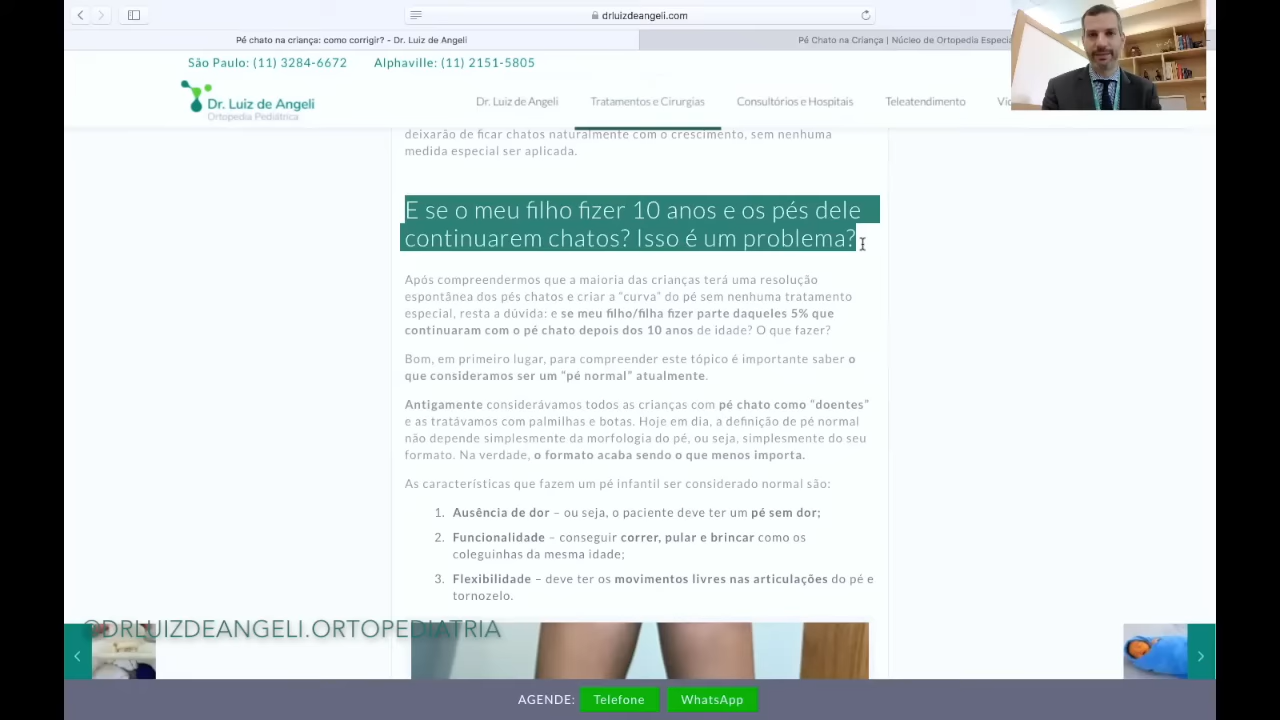 drluizdeangeli.com
Pé chato na criança: como corrigir? - Dr. Luiz de Angeli
Pé Chato na Criança | Núcleo de Ortopedia Especia
São Paulo: (11) 3284-6672 Alphaville: (11) 2151-5805
Dr. Luiz de Angeli
Ortopedia Pediátrica
Dr. Luiz de Angeli Tratamentos e Cirurgias Consultórios e Hospitais Teleatendimento
deixarão de ficar chatos naturalmente com o crescimento, sem nenhuma
medida especial ser aplicada.
E se o meu filho fizer 10 anos e os pés dele
continuarem chatos? Isso é um problema?
Após compreendermos que a maioria das crianças terá uma resolução
espontânea dos pés chatos e criar a “curva” do pé sem nenhuma tratamento
especial, resta a dúvida: e se meu filho/filha fizer parte daqueles 5% que
continuaram com o pé chato depois dos 10 anos de idade? O que fazer?
Bom, em primeiro lugar, para compreender este tópico é importante saber o
que consideramos ser um “pé normal” atualmente.
Antigamente considerávamos todos as crianças com pé chato como “doentes”
e as tratávamos com palmilhas e botas. Hoje em dia, a definição de pé normal
não depende simplesmente da morfologia do pé, ou seja, simplesmente do seu
formato. Na verdade, o formato acaba sendo o que menos importa.
As características que fazem um pé infantil ser considerado normal são:
1. Ausência de dor – ou seja, o paciente deve ter um pé sem dor;
2. Funcionalidade – conseguir correr, pular e brincar como os
coleguinhas da mesma idade;
3. Flexibilidade – deve ter os movimentos livres nas articulações do pé e
tornozelo.
@DRLUIZDEANGELI.ORTOPEDIATRIA
AGENDE: Telefone WhatsApp